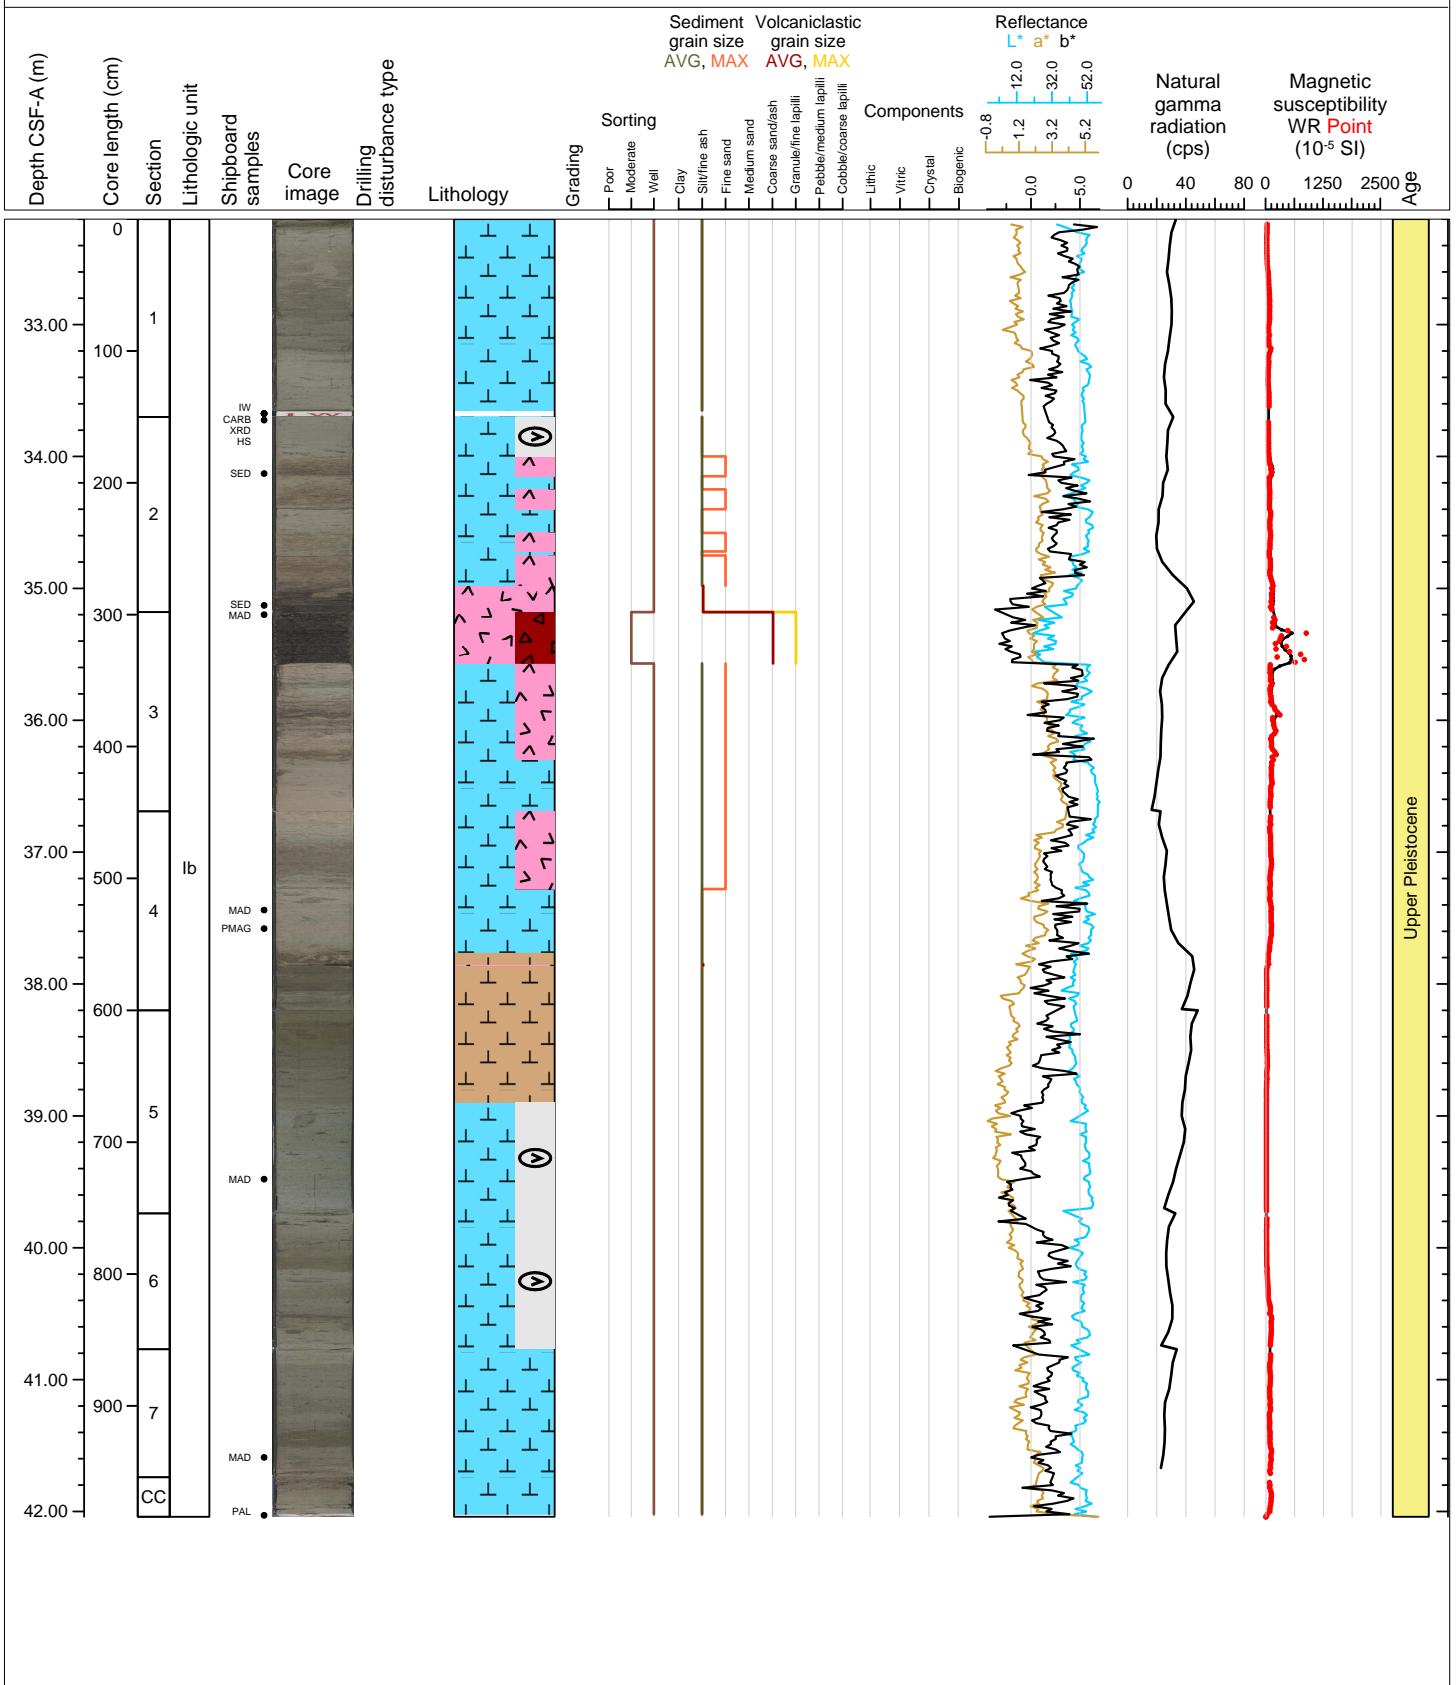 Depth CSF-A (m)
Core length (cm)
Section
Lithologic unit
Shipboard
samples
Core
image
Drilling
disturbance type
Lithology
Grading
Sorting
Poor
Moderate
Well
Sediment
grain size
AVG, MAX
Volcaniclastic
grain size
AVG, MAX
Clay
Silt/fine ash
Fine sand
Medium sand
Coarse sand/ash
Granule/fine lapilli
Pebble/medium lapilli
Cobble/coarse lapilli
Components
Lithic
Vitric
Crystal
Biogenic
Reflectance
L* a* b*
12.0 32.0 52.0
-0.8 1.2 3.2 5.2
0.0 5.0
Natural
gamma
radiation
(cps)
0 40 80
Magnetic
susceptibility
WR Point
(10-5 SI)
0 1250 2500
Age
0
1
33.00
100
IW
CARB
XRD
HS
34.00
SED
200
2
35.00
SED
300
MAD
3
36.00
400
37.00
Ib
500
4
MAD
PMAG
38.00
600
39.00
5
700
MAD
40.00
800
6
41.00
900
7
MAD
CC
42.00
PAL
Upper Pleistocene